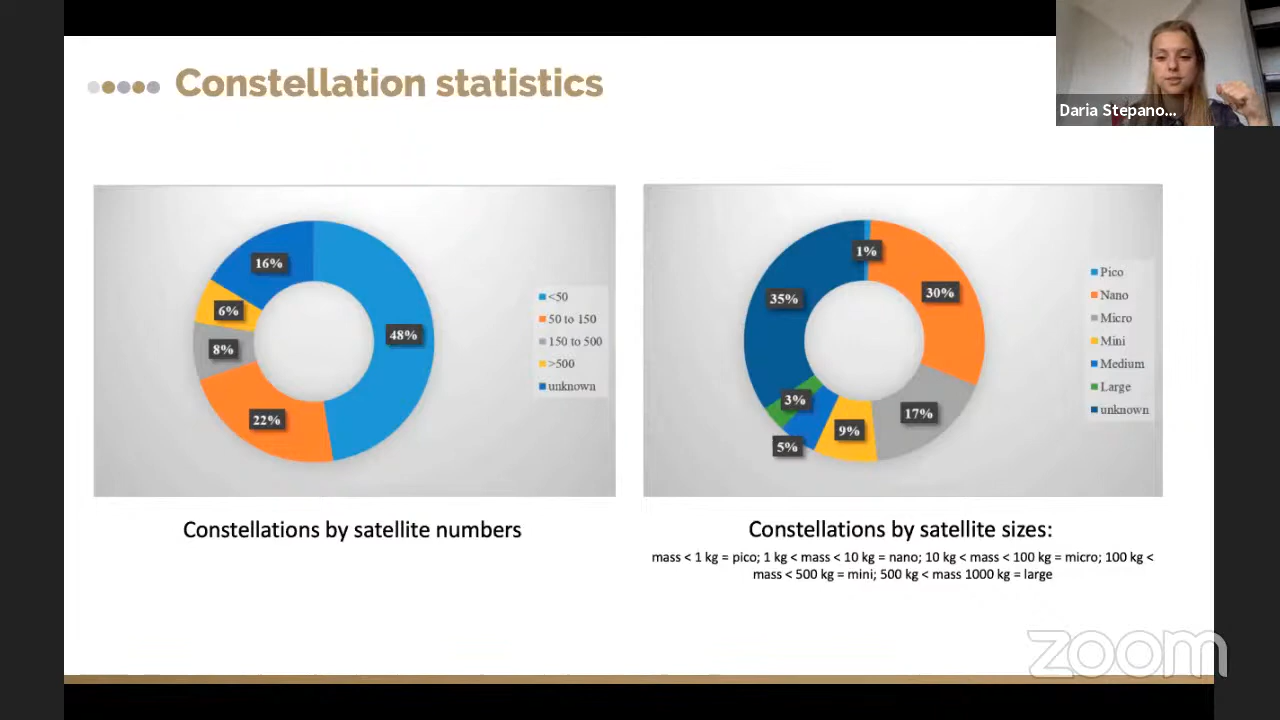 Constellation statistics
Daria Stepano...
16%
6%
8%
22%
48%
<50
50 to 150
150 to 500
>500
unknown
1%
30%
35%
3%
5%
9%
17%
Pico
Nano
Micro
Mini
Medium
Large
unknown
Constellations by satellite numbers
Constellations by satellite sizes:
mass < 1 kg = pico; 1 kg < mass < 10 kg = nano; 10 kg < mass < 100 kg = micro; 100 kg <
mass < 500 kg = mini; 500 kg < mass 1000 kg = large
zoom